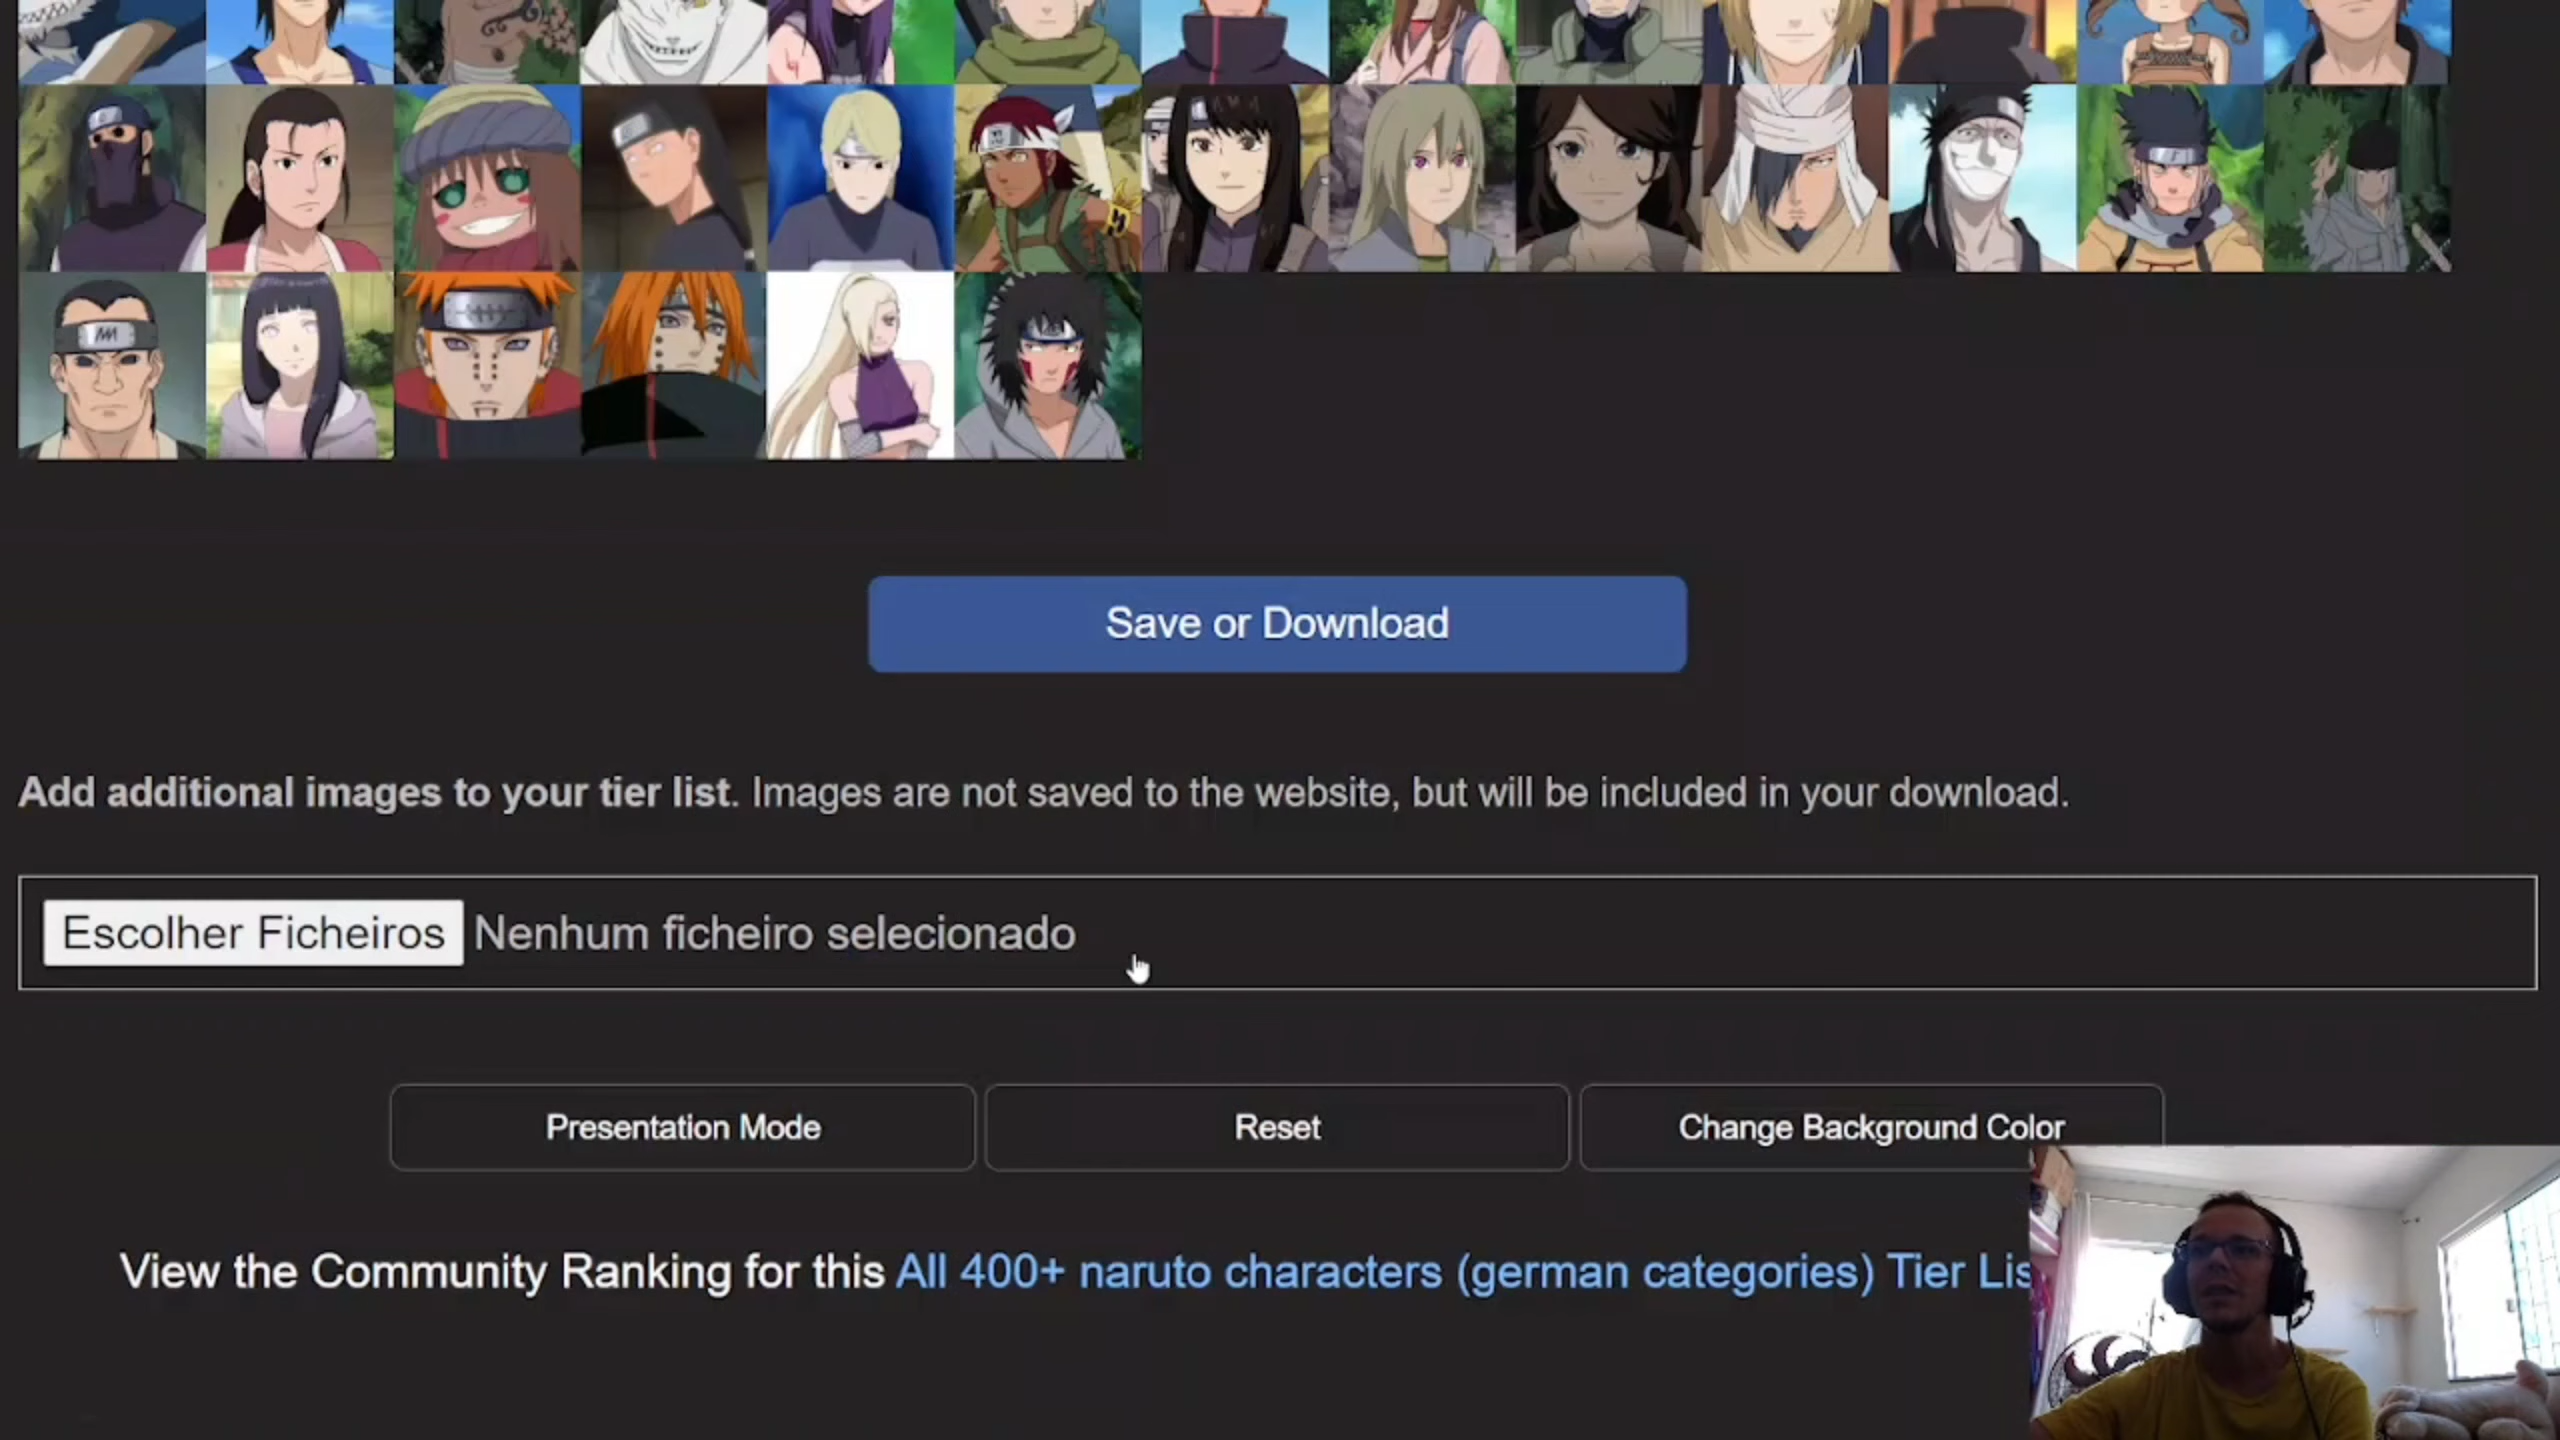 Save or Download
Add additional images to your tier list. Images are not saved to the website, but will be included in your download.
Escolher Ficheiros Nenhum ficheiro selecionado
Presentation Mode
Reset
Change Background Color
View the Community Ranking for this All 400+ naruto characters (german categories) Tier Lis